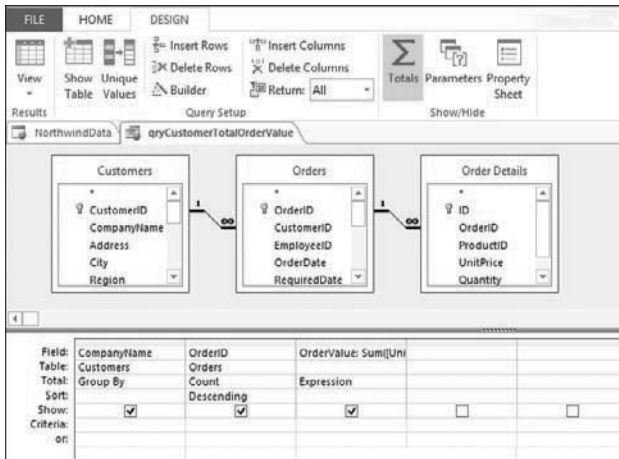 FILE HOME DESIGN
View
Results
Show Table
Unique Values
Insert Rows
Delete Rows
Builder
Insert Columns
Delete Columns
Return: All
Query Setup
Totals
Parameters
Property Sheet
Show/Hide
NorthwindData qryCustomerTotalOrderValue
Customers
*
CustomerID
CompanyName
Address
City
Region
1
∞
Orders
*
OrderID
CustomerID
EmployeeID
OrderDate
RequiredDate
1
∞
Order Details
*
ID
OrderID
ProductID
UnitPrice
Quantity
Field: CompanyName OrderID OrderValue: Sum([Uni
Table: Customers Orders
Total: Group By Count Expression
Sort: Descending
Show:
Criteria:
or: